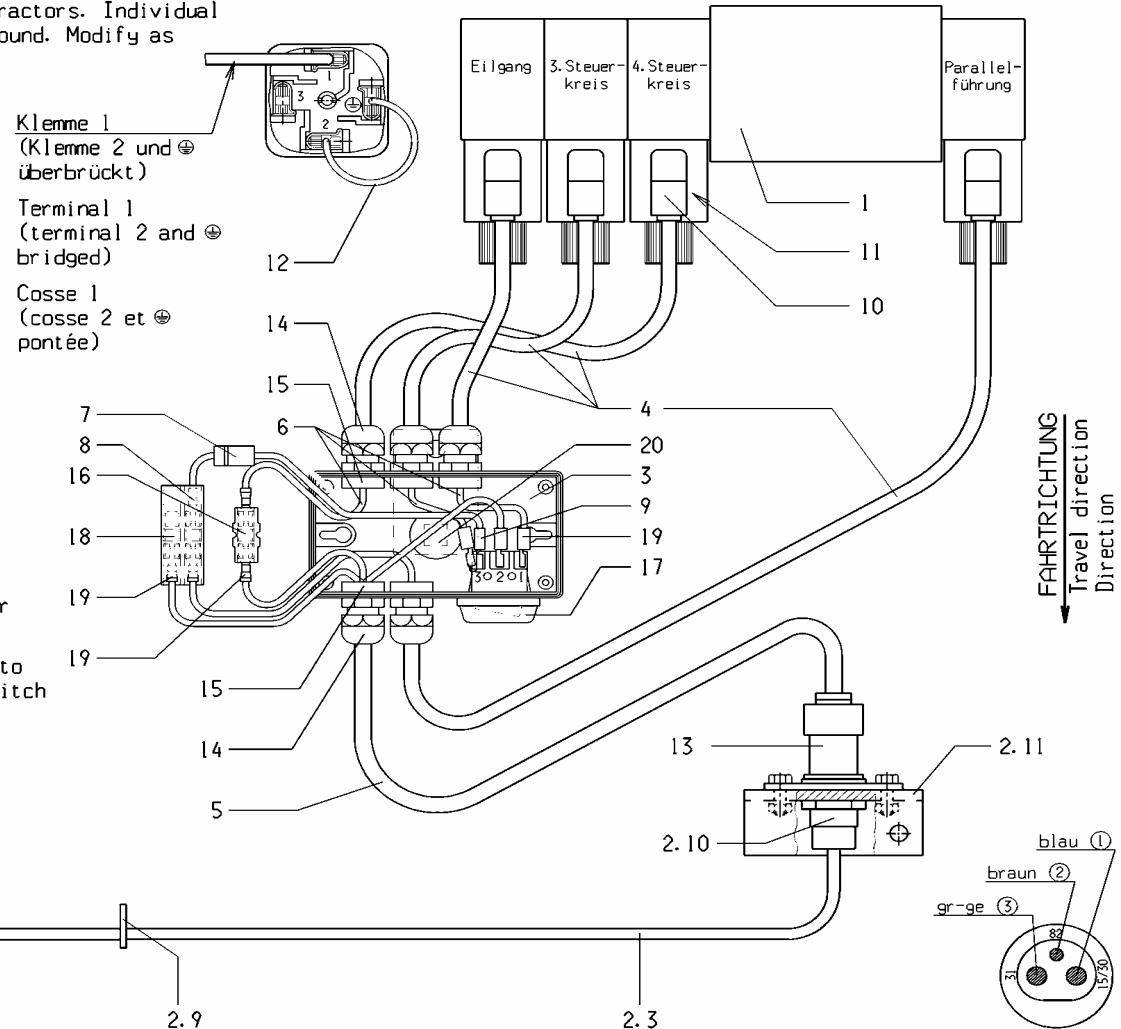 ractors. Individual
ound. Modify as
Klemme 1
(Klemme 2 und ⏚
überbrückt)
Terminal 1
(terminal 2 and ⏚
bridged)
Cosse 1
(cosse 2 et ⏚
pontée)
1
3
⏚
2
12
Eilgang
3.Steuer-
kreis
4.Steuer-
kreis
Parallel-
führung
1
11
10
14
15
6
4
7
8
16
18
19
19
20
3
9
19
17
3 2 1
r
to
itch
15
14
5
FAHRTRICHTUNG
Travel direction
Direction
13
2.11
2.10
blau ①
braun ②
gr-ge ③
82
31
15/30
2.9
2.3